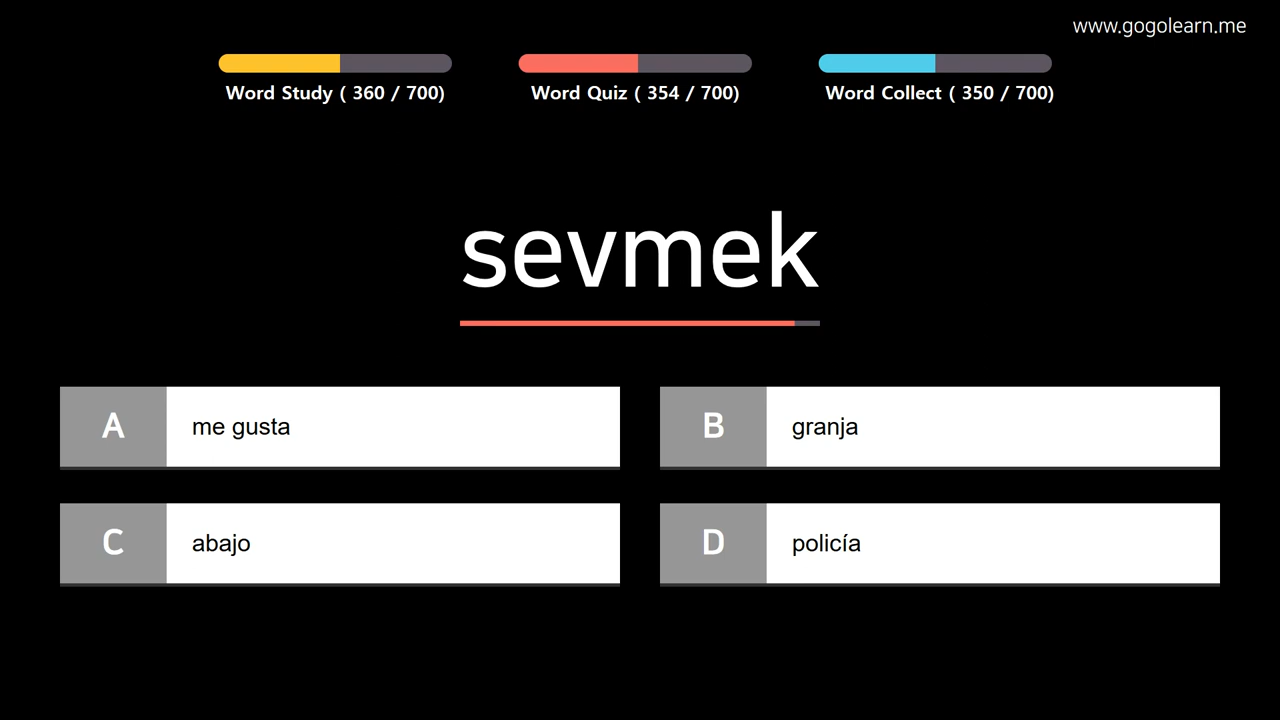 www.gogolearn.me
Word Study ( 360 / 700)
Word Quiz ( 354 / 700)
Word Collect ( 350 / 700)
sevmek
A me gusta
B granja
C abajo
D policía